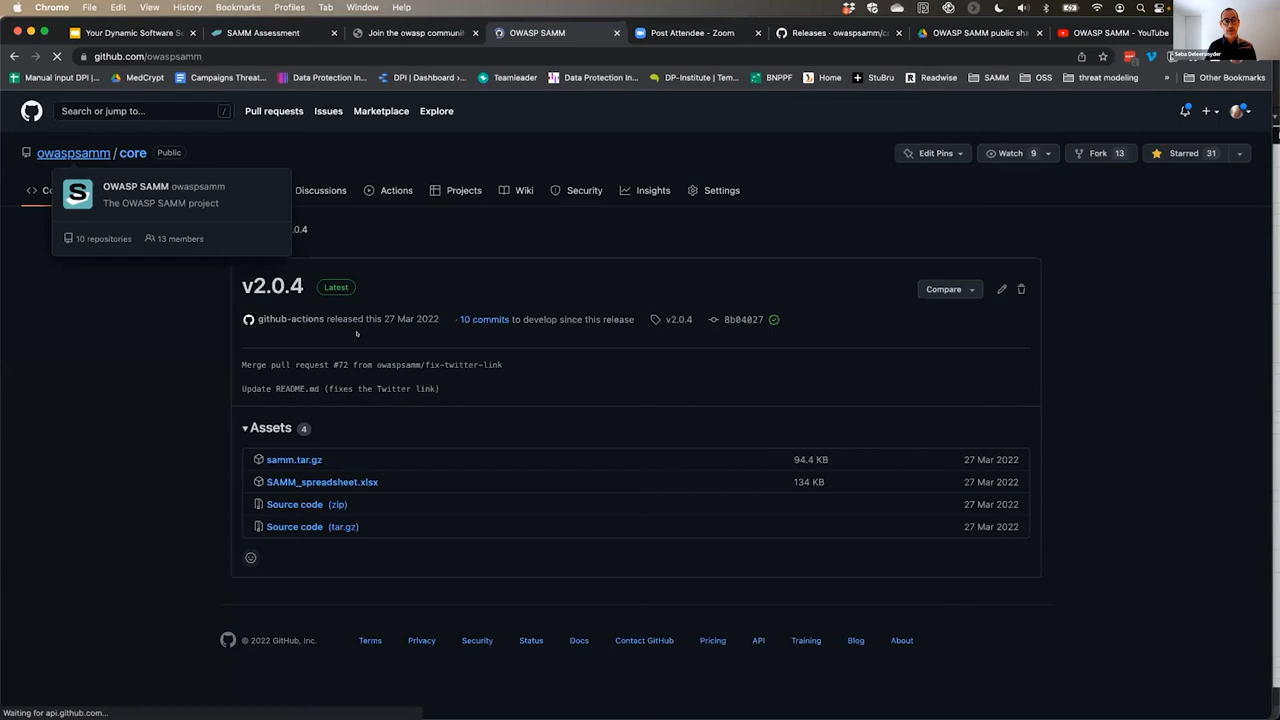 Chrome File Edit View History Bookmarks Profiles Tab Window Help
Your Dynamic Software S SAMM Assessment Join the owasp communit OWASP SAMM Post Attendee - Zoom Releases · owaspsamm/co OWASP SAMM public sha OWASP SAMM - YouTube
github.com/owaspsamm
Seba Deleersnyder
Manual input DPI | ... MedCrypt Campaigns Threat... Data Protection In... DPI | Dashboard ›... Teamleader Data Protection In... DP-Institute | Tem... BNPPF Home StuBru Readwise SAMM OSS threat modeling » Other Bookmarks
Search or jump to... / Pull requests Issues Marketplace Explore
owaspsamm / core Public Edit Pins Watch 9 Fork 13 Starred 31
Co Discussions Actions Projects Wiki Security Insights Settings
OWASP SAMM owaspsamm
The OWASP SAMM project
10 repositories 13 members
.0.4
v2.0.4 Latest Compare
github-actions released this 27 Mar 2022 · 10 commits to develop since this release v2.0.4 8b04027
Merge pull request #72 from owaspsamm/fix-twitter-link
Update README.md (fixes the Twitter link)
Assets 4
samm.tar.gz 94.4 KB 27 Mar 2022
SAMM_spreadsheet.xlsx 134 KB 27 Mar 2022
Source code (zip) 27 Mar 2022
Source code (tar.gz) 27 Mar 2022
© 2022 GitHub, Inc. Terms Privacy Security Status Docs Contact GitHub Pricing API Training Blog About
Waiting for api.github.com...